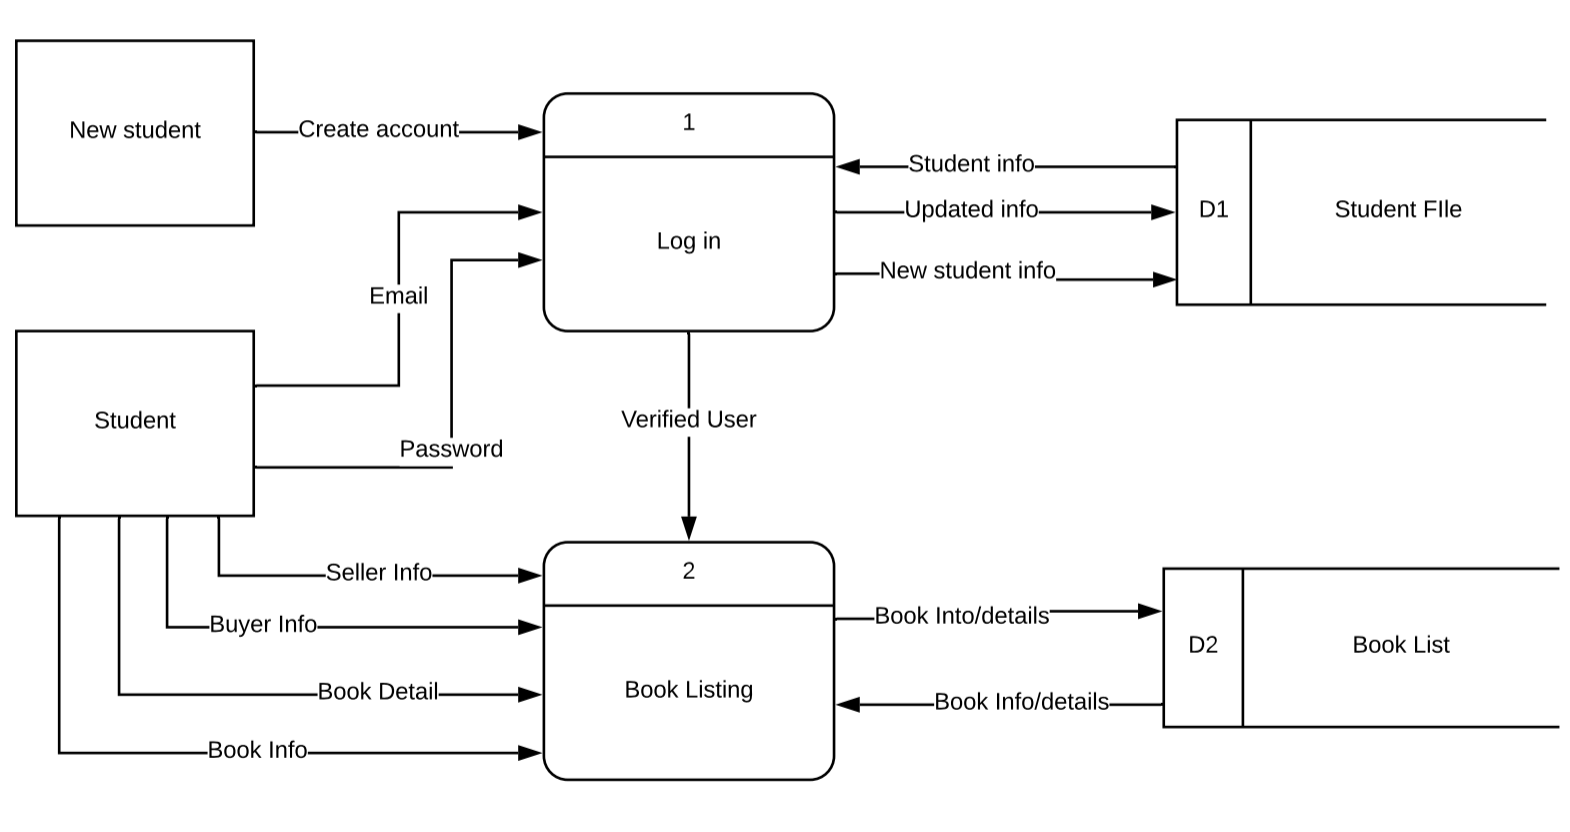 New student
Create account
1
Log in
Student info
Updated info
New student info
D1
Student FIle
Email
Password
Student
Verified User
Seller Info
Buyer Info
Book Detail
Book Info
2
Book Listing
Book Into/details
Book Info/details
D2
Book List